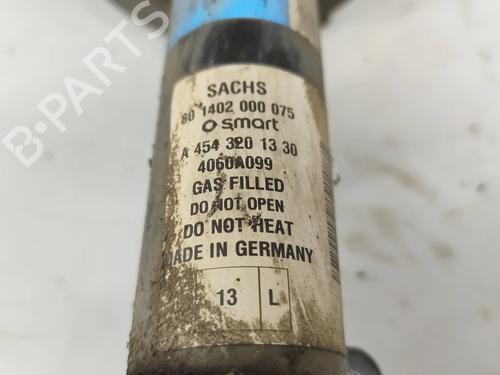 SACHS
80 1402 000 075
smart
A 454 320 13 30
4060A099
GAS FILLED
DO NOT OPEN
DO NOT HEAT
MADE IN GERMANY
13 L
B-PARTS